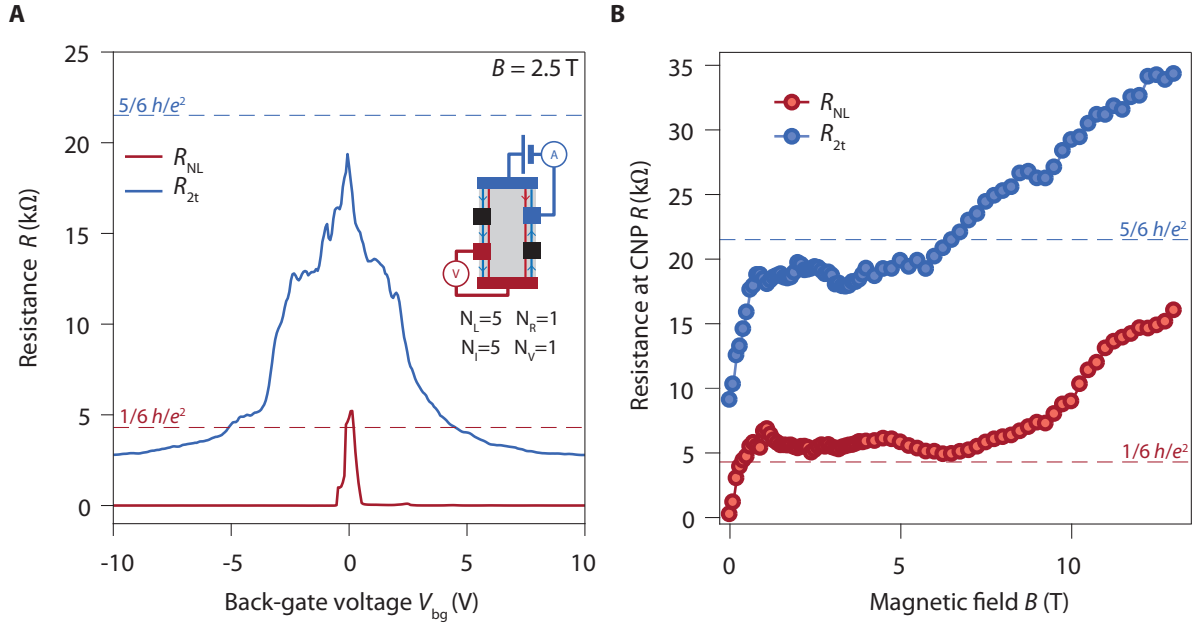 A
B = 2.5 T
5/6 h/e²
R_NL
R_2t
A
V
N_L=5 N_R=1
N_I=5 N_V=1
1/6 h/e²
25
20
15
10
5
0
Resistance R (kΩ)
-10 -5 0 5 10
Back-gate voltage V_bg (V)
B
R_NL
R_2t
5/6 h/e²
1/6 h/e²
35
30
25
20
15
10
5
0
Resistance at CNP R (kΩ)
0 5 10
Magnetic field B (T)